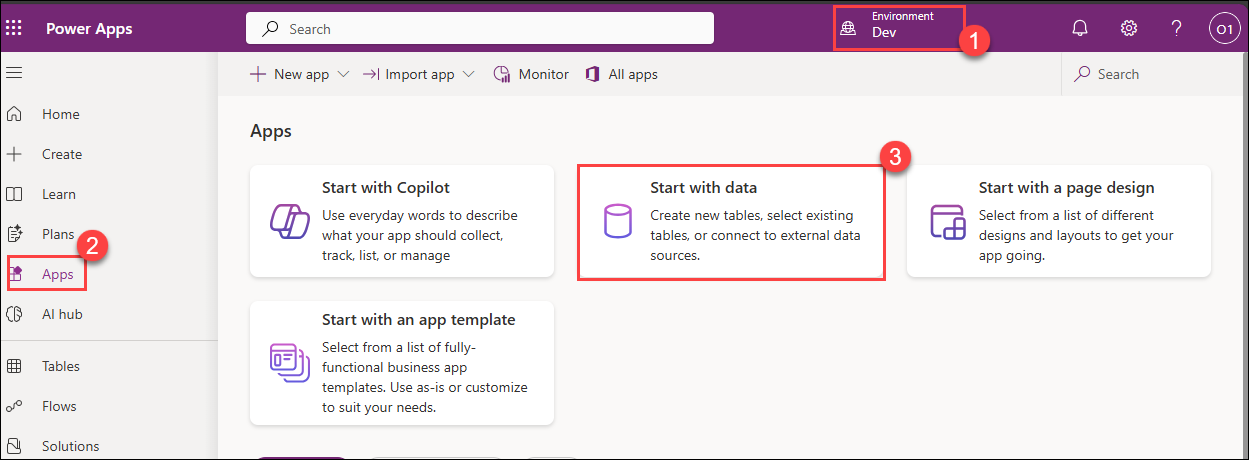 Power Apps
Search
Environment
Dev
1
?
O1
New app
Import app
Monitor
All apps
Search
Home
Create
Learn
Plans
2
Apps
AI hub
Tables
Flows
Solutions
Apps
Start with Copilot
Use everyday words to describe
what your app should collect,
track, list, or manage
3
Start with data
Create new tables, select existing
tables, or connect to external data
sources.
Start with a page design
Select from a list of different
designs and layouts to get your
app going.
Start with an app template
Select from a list of fully-
functional business app
templates. Use as-is or customize
to suit your needs.